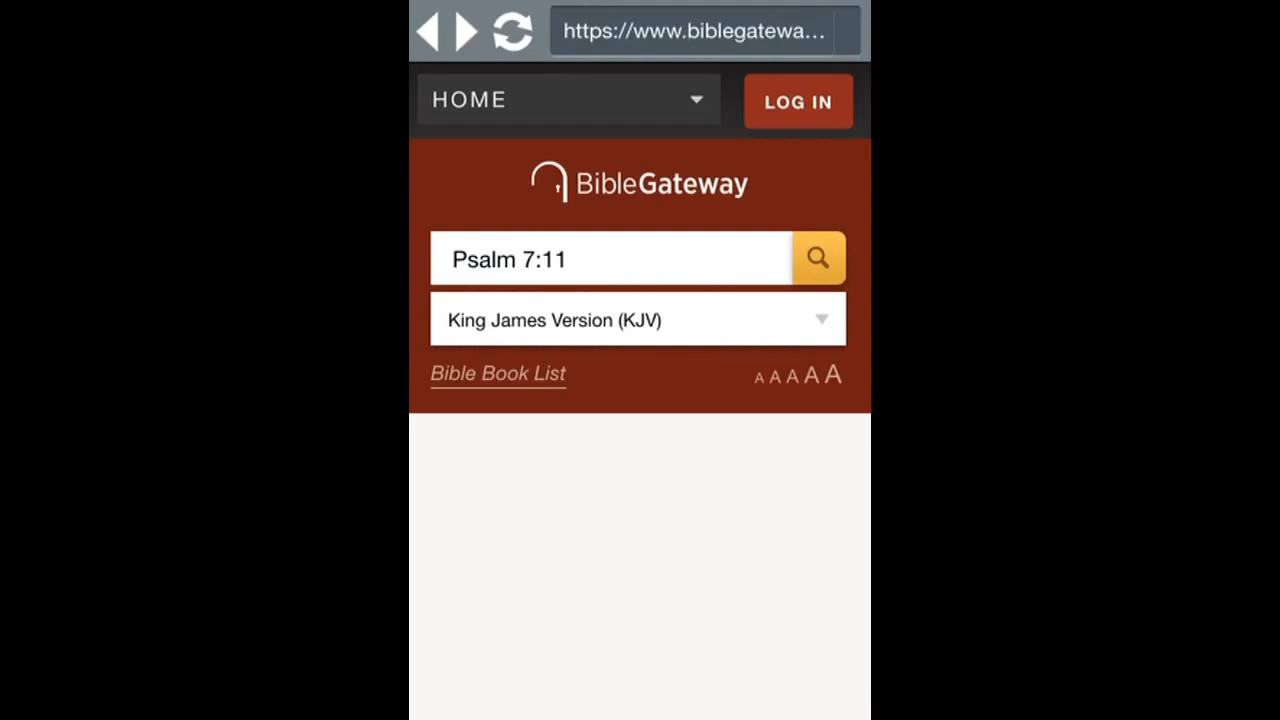 https://www.biblegatewa...
HOME
LOG IN
BibleGateway
Psalm 7:11
King James Version (KJV)
Bible Book List
A A A A A